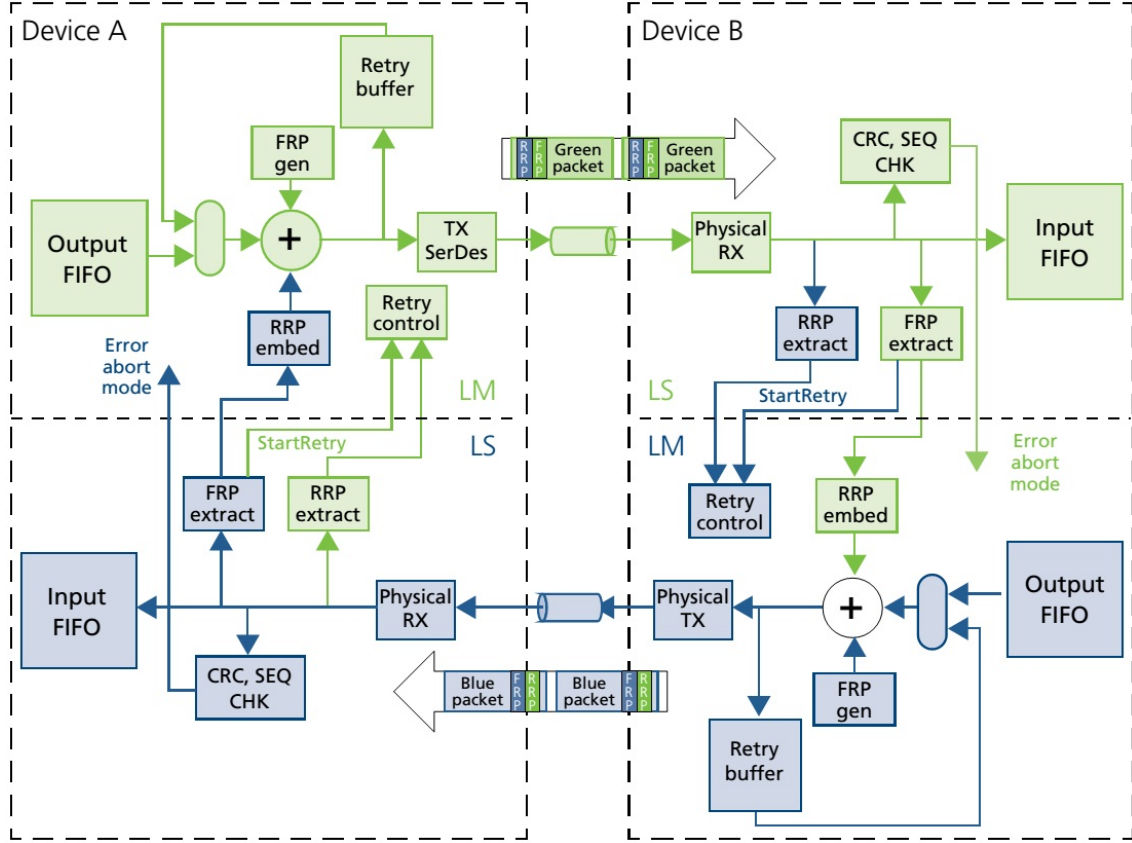 Device A
Retry
buffer
FRP
gen
Output
FIFO
+
TX
SerDes
Retry
control
RRP
embed
Error
abort
mode
LM
R
R
P
F
R
P
Green
packet
R
R
P
F
R
P
Green
packet
Device B
CRC, SEQ
CHK
Physical
RX
Input
FIFO
RRP
extract
FRP
extract
LS
StartRetry
StartRetry
LS
FRP
extract
RRP
extract
Input
FIFO
Physical
RX
CRC, SEQ
CHK
Blue
packet
F
R
P
R
R
P
Blue
packet
F
R
P
R
R
P
LM
Error
abort
mode
Retry
control
RRP
embed
Physical
TX
+
Output
FIFO
FRP
gen
Retry
buffer